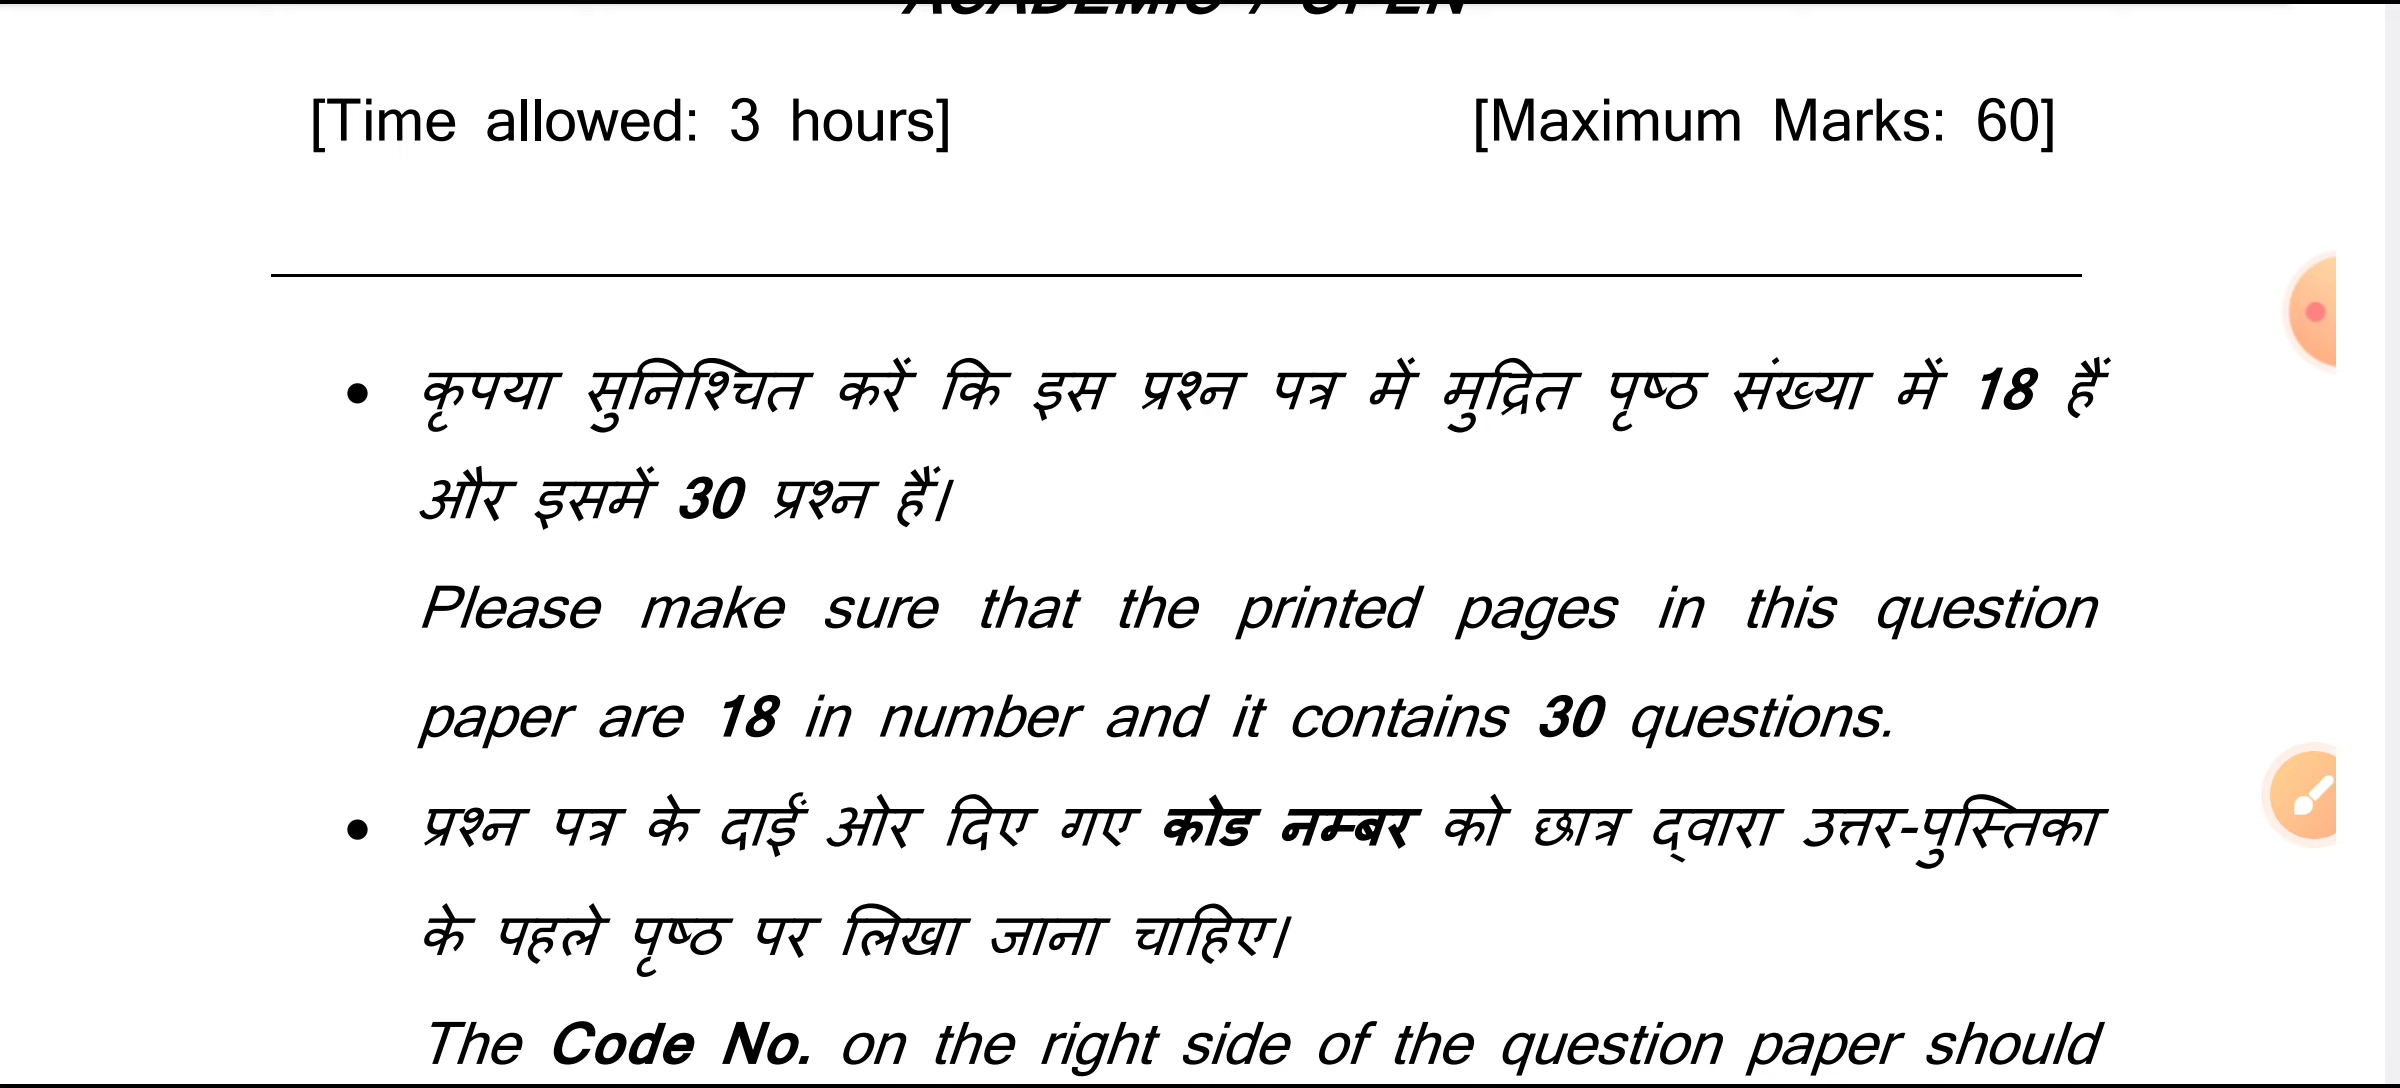 ACADEMIC / OPEN
[Time allowed: 3 hours] [Maximum Marks: 60]
• कृपया सुनिश्चित करें कि इस प्रश्न पत्र में मुद्रित पृष्ठ संख्या में 18 हैं
और इसमें 30 प्रश्न हैं।
Please make sure that the printed pages in this question
paper are 18 in number and it contains 30 questions.
• प्रश्न पत्र के दाईं ओर दिए गए कोड नम्बर को छात्र द्वारा उत्तर-पुस्तिका
के पहले पृष्ठ पर लिखा जाना चाहिए।
The Code No. on the right side of the question paper should